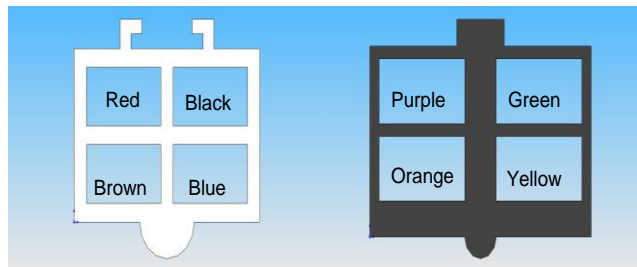 Red
Black
Brown
Blue
Purple
Green
Orange
Yellow